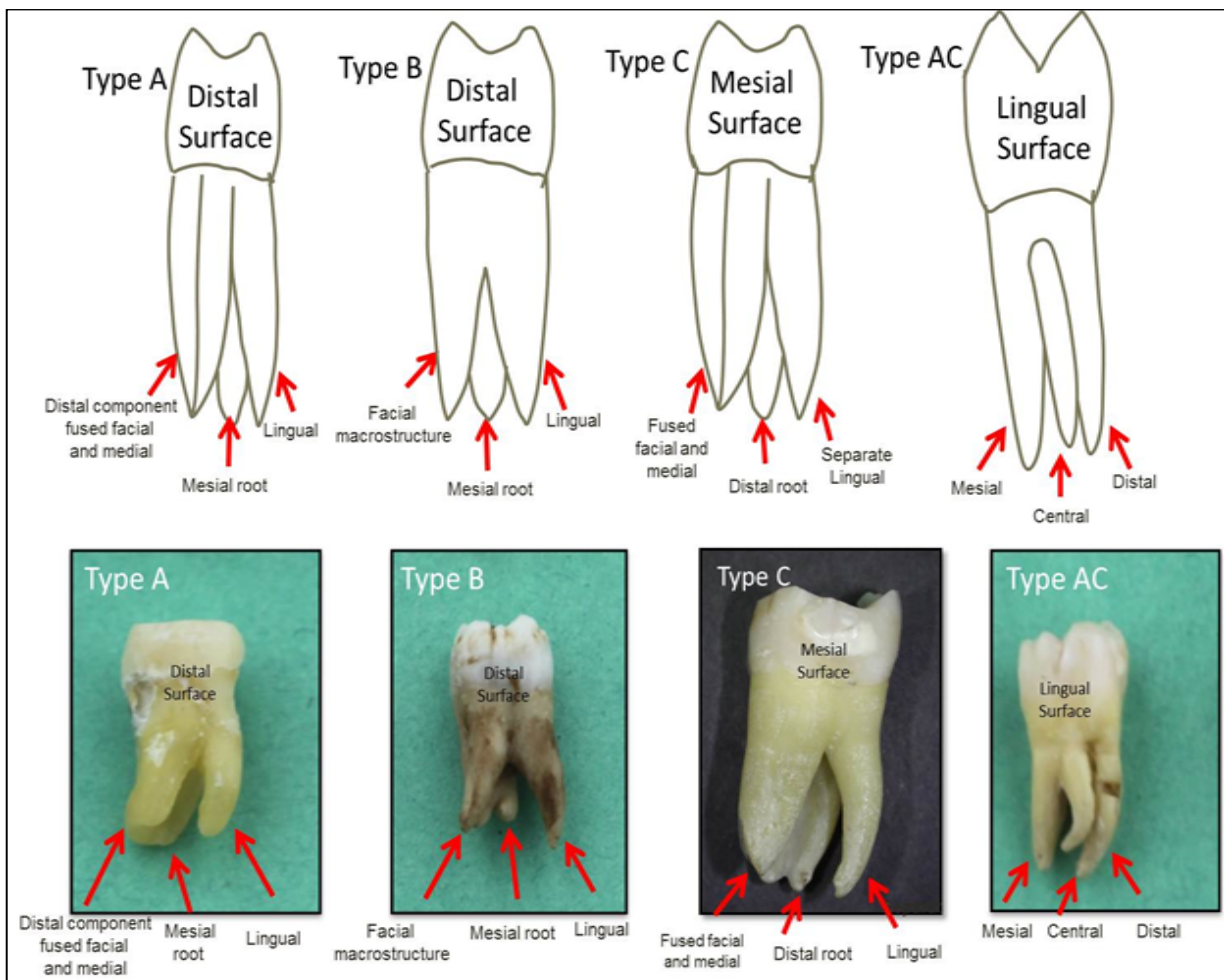 Type A
Distal
Surface
Distal component
fused facial
and medial
Mesial root
Lingual
Type B
Distal
Surface
Facial
macrostructure
Mesial root
Lingual
Type C
Mesial
Surface
Fused
facial
and medial
Distal root
Separate
Lingual
Type AC
Lingual
Surface
Mesial
Central
Distal
Type A
Distal
Surface
Distal component
fused facial
and medial
Mesial
root
Lingual
Type B
Distal
Surface
Facial
macrostructure
Mesial root
Lingual
Type C
Mesial
Surface
Fused facial
and medial
Distal root
Lingual
Type AC
Lingual
Surface
Mesial
Central
Distal